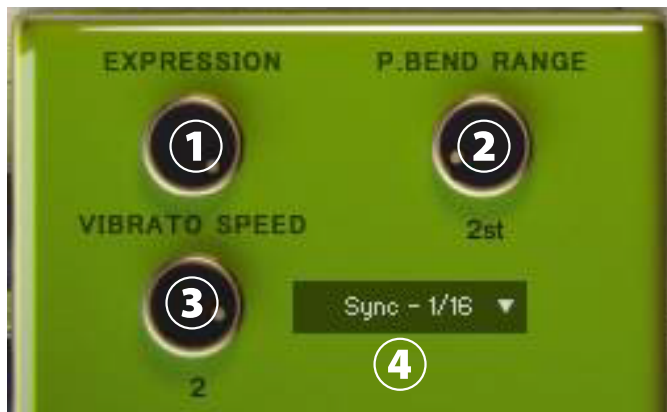 EXPRESSION P.BEND RANGE
1 2
VIBRATO SPEED 2st
3 Sync - 1/16 ▼
4
2